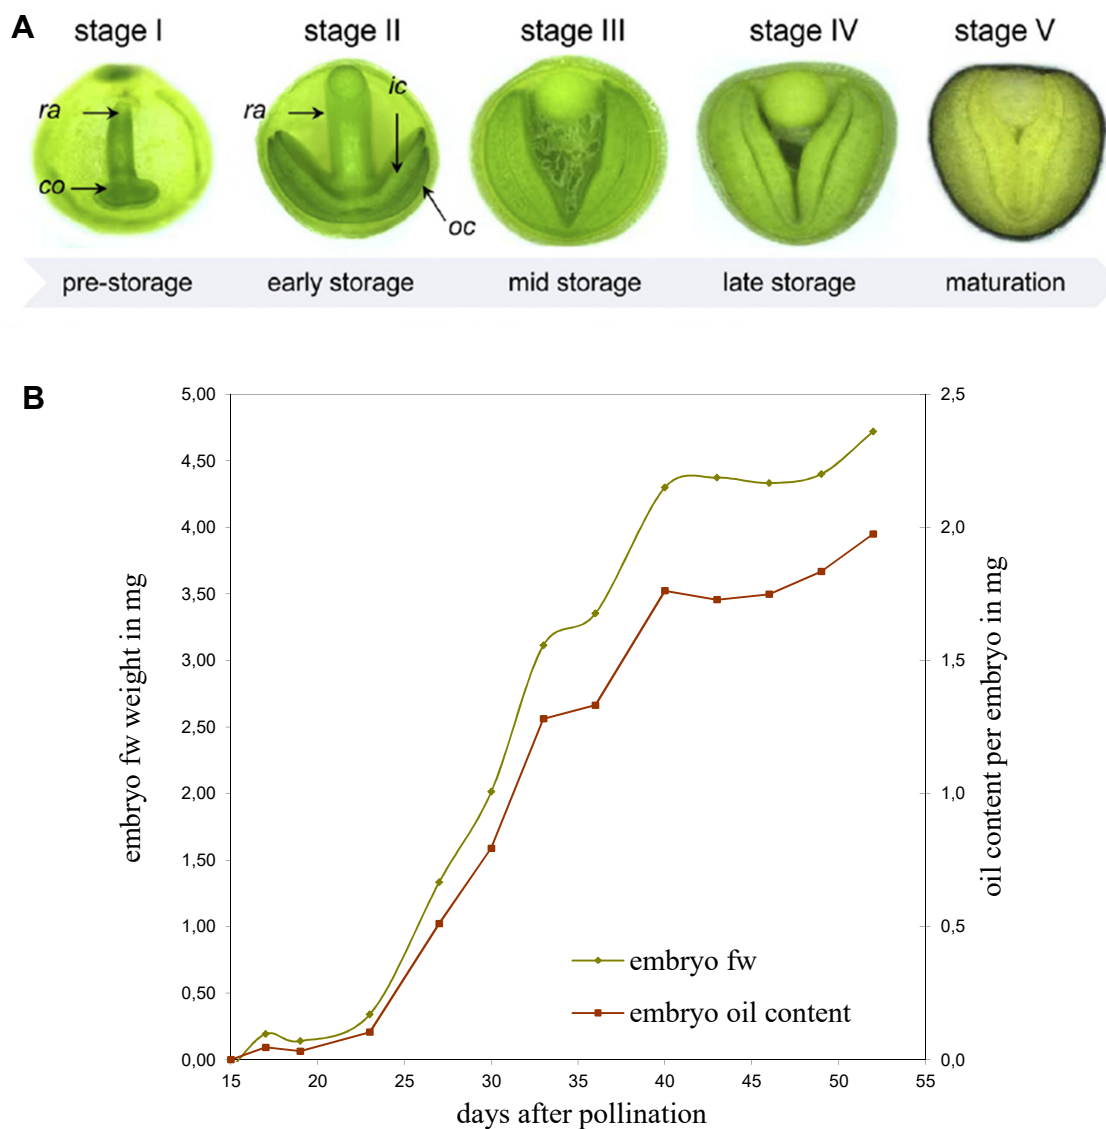 A
stage I
stage II
stage III
stage IV
stage V
ra
co
ra
ic
oc
pre-storage
early storage
mid storage
late storage
maturation
B
embryo fw weight in mg
5,00
4,50
4,00
3,50
3,00
2,50
2,00
1,50
1,00
0,50
0,00
2,5
2,0
1,5
1,0
0,5
0,0
oil content per embryo in mg
embryo fw
embryo oil content
15
20
25
30
35
40
45
50
55
days after pollination